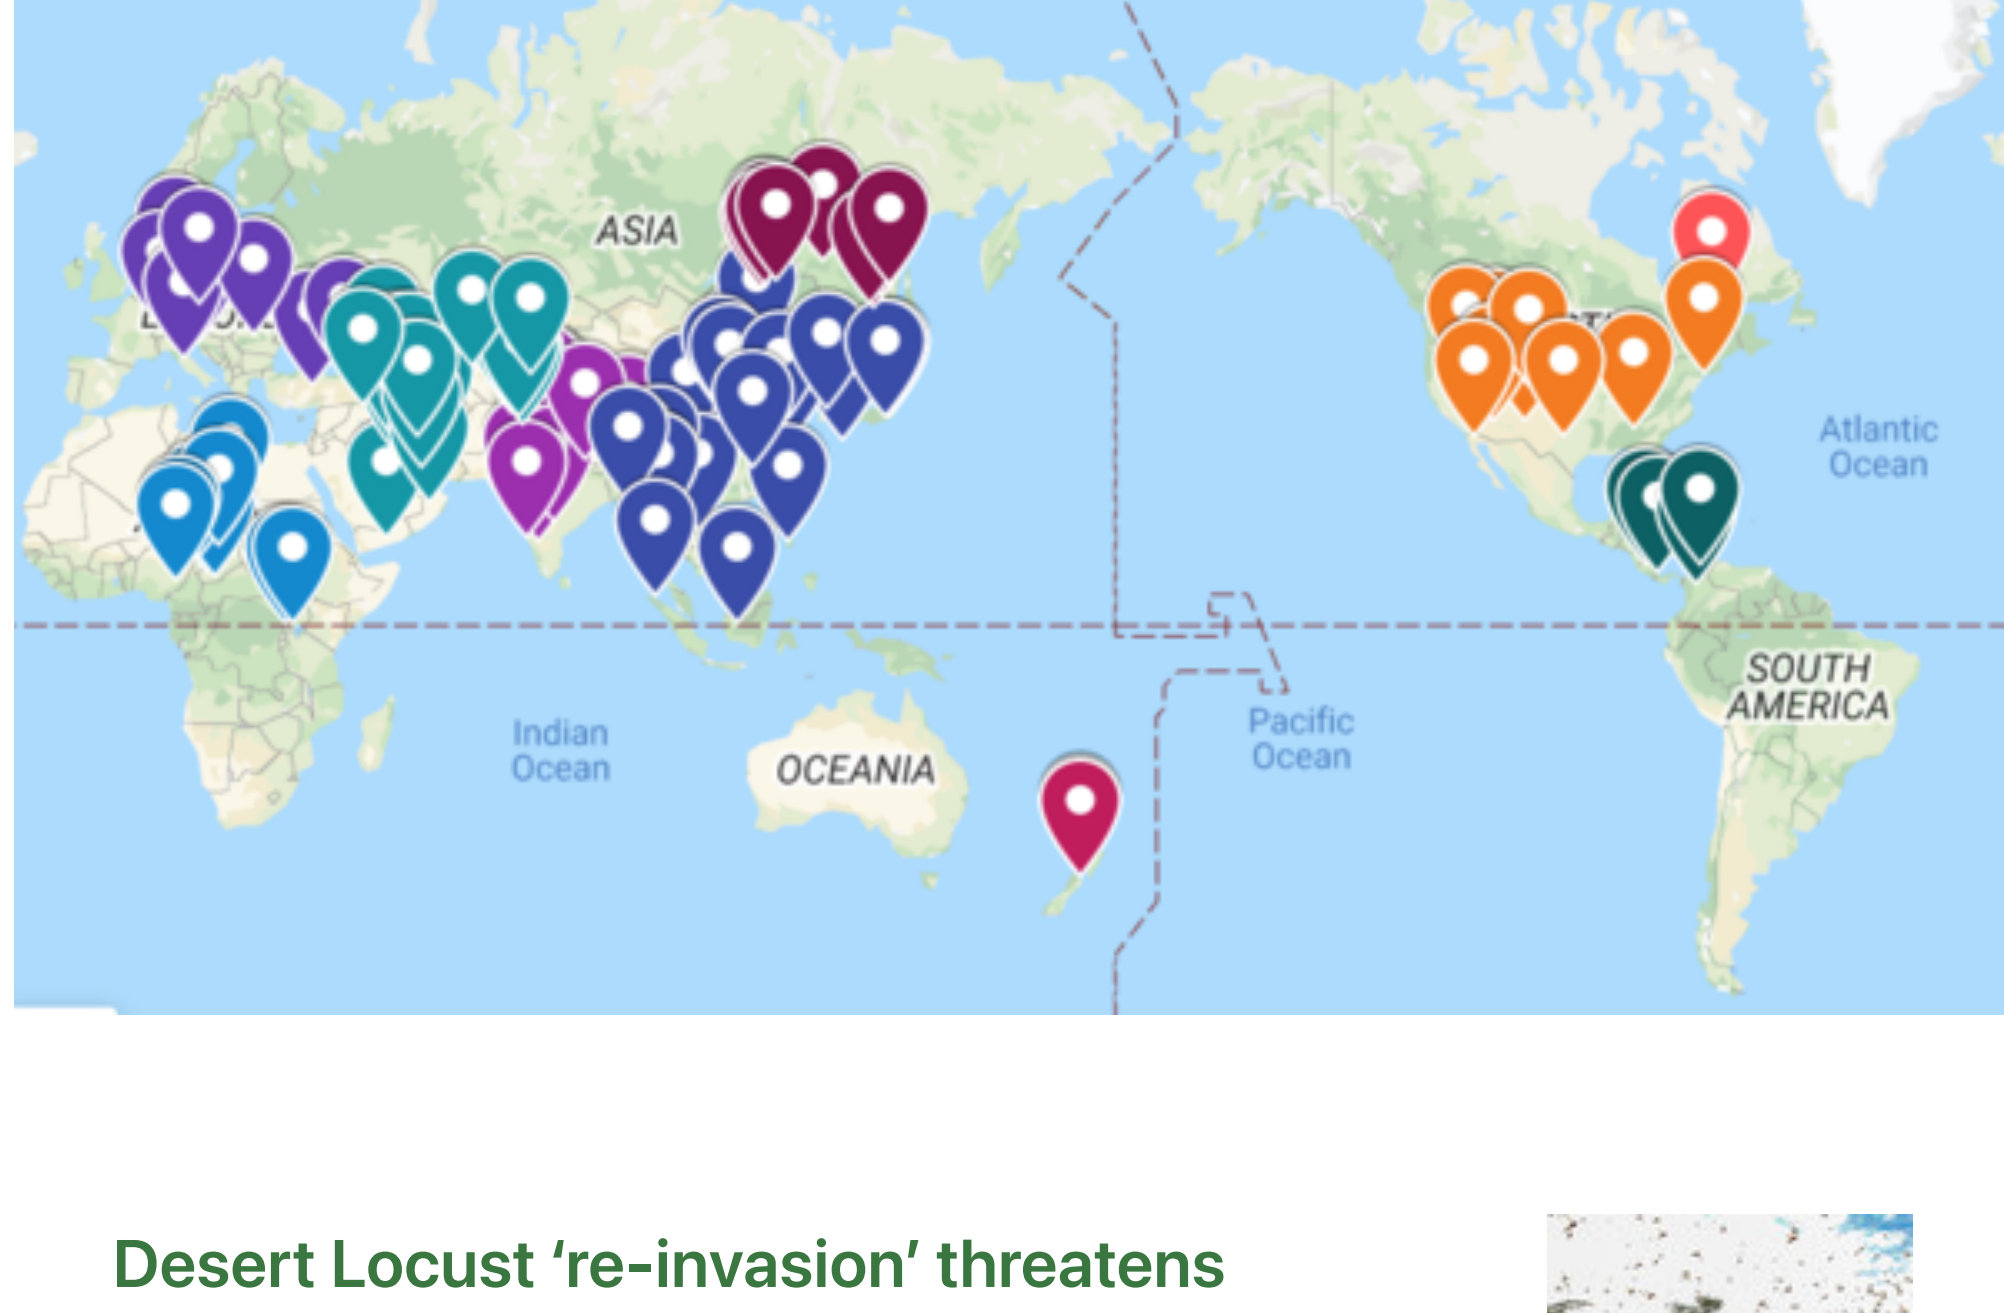 ASIA
Atlantic
Ocean
SOUTH
AMERICA
Indian
Ocean
Pacific
Ocean
OCEANIA
Desert Locust ‘re-invasion’ threatens